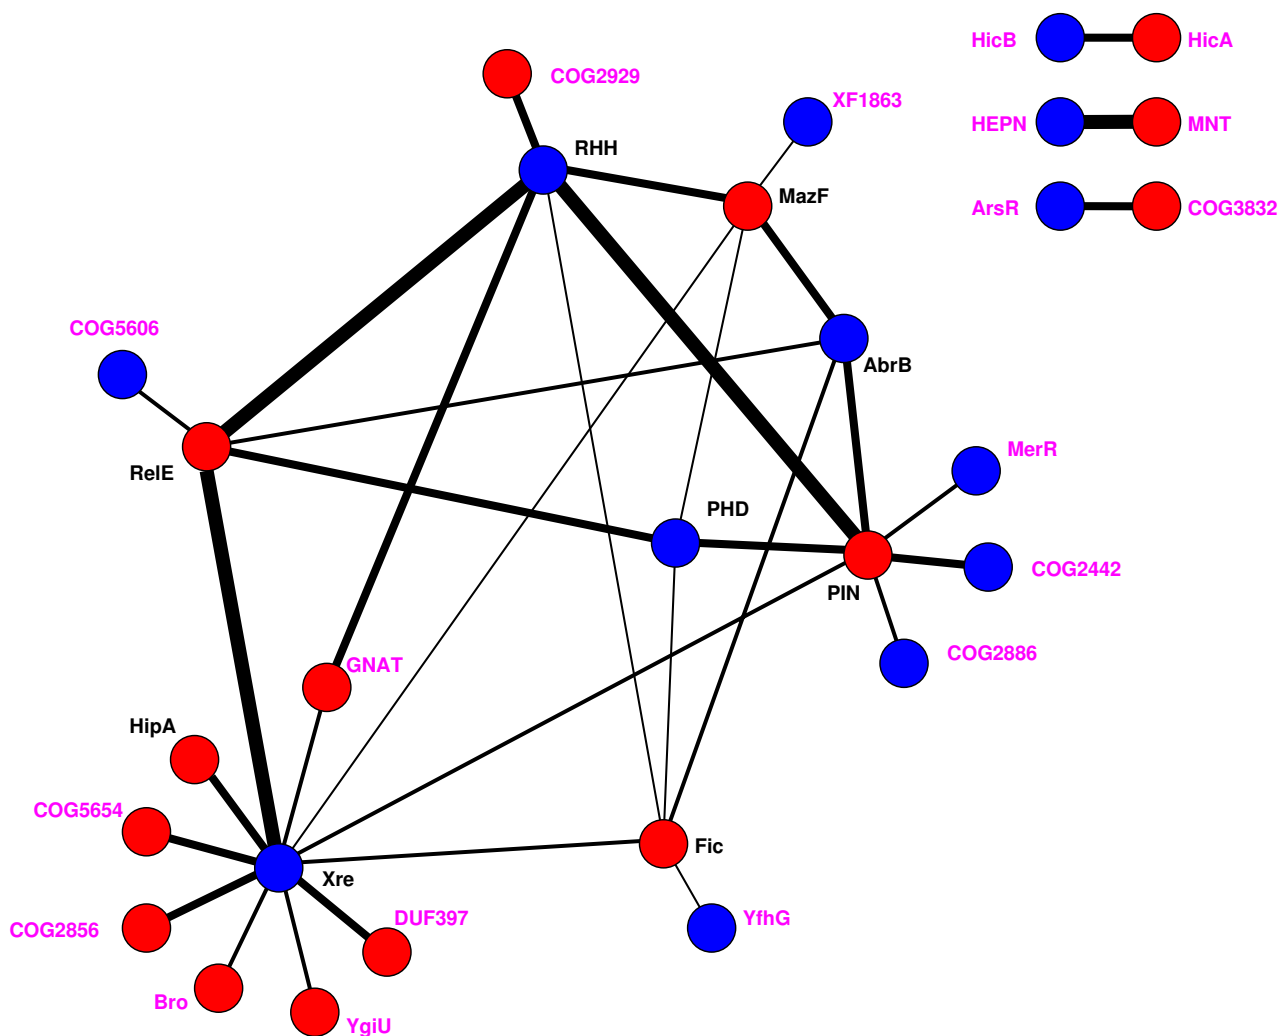 HicB
HicA
COG2929
XF1863
HEPN
MNT
RHH
MazF
ArsR
COG3832
COG5606
AbrB
RelE
MerR
PHD
COG2442
PIN
COG2886
GNAT
HipA
COG5654
Fic
Xre
COG2856
DUF397
YfhG
Bro
YgiU